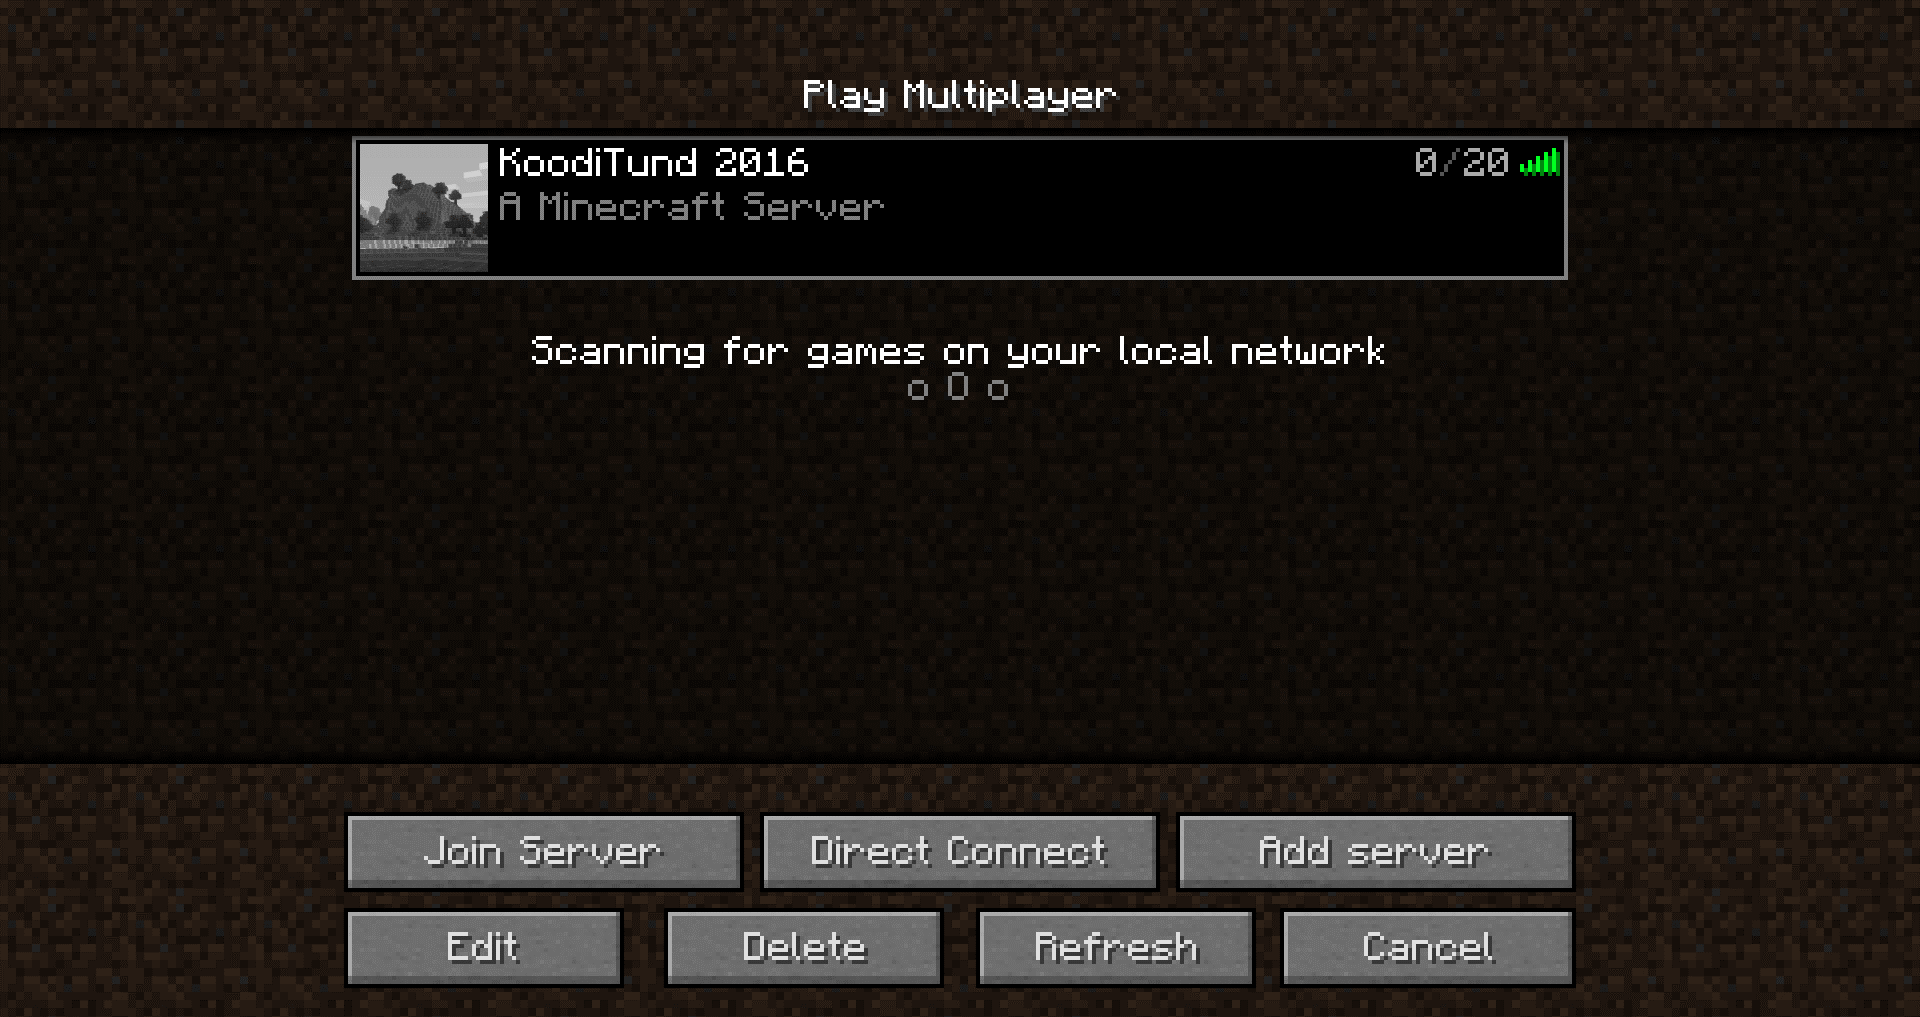 Play Multiplayer
KoodiTund 2016 0/20
A Minecraft Server
Scanning for games on your local network
o O o
Join Server Direct Connect Add server
Edit Delete Refresh Cancel